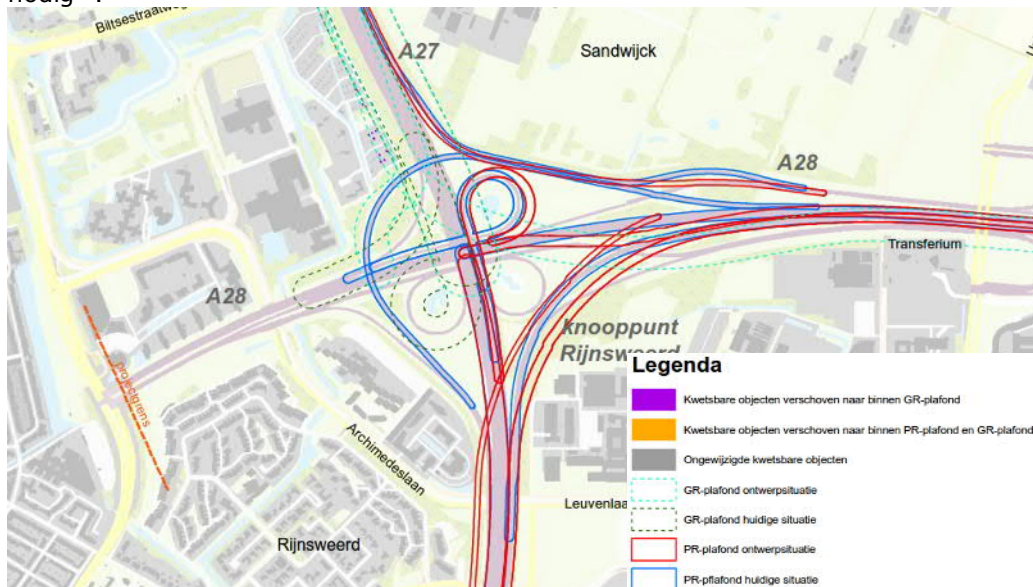 Biltsestraatweg
A27
Sandwijck
A28
Transferium
A28
knooppunt
Rijnsweerd
projectgrens
Archimedeslaan
Leuvenlaa
Rijnsweerd
Legenda
Kwetsbare objecten verschoven naar binnen GR-plafond
Kwetsbare objecten verschoven naar binnen PR-plafond en GR-plafond
Ongewijzigde kwetsbare objecten
GR-plafond ontwerpsituatie
GR-plafond huidige situatie
PR-plafond ontwerpsituatie
PR-pflafond huidige situatie